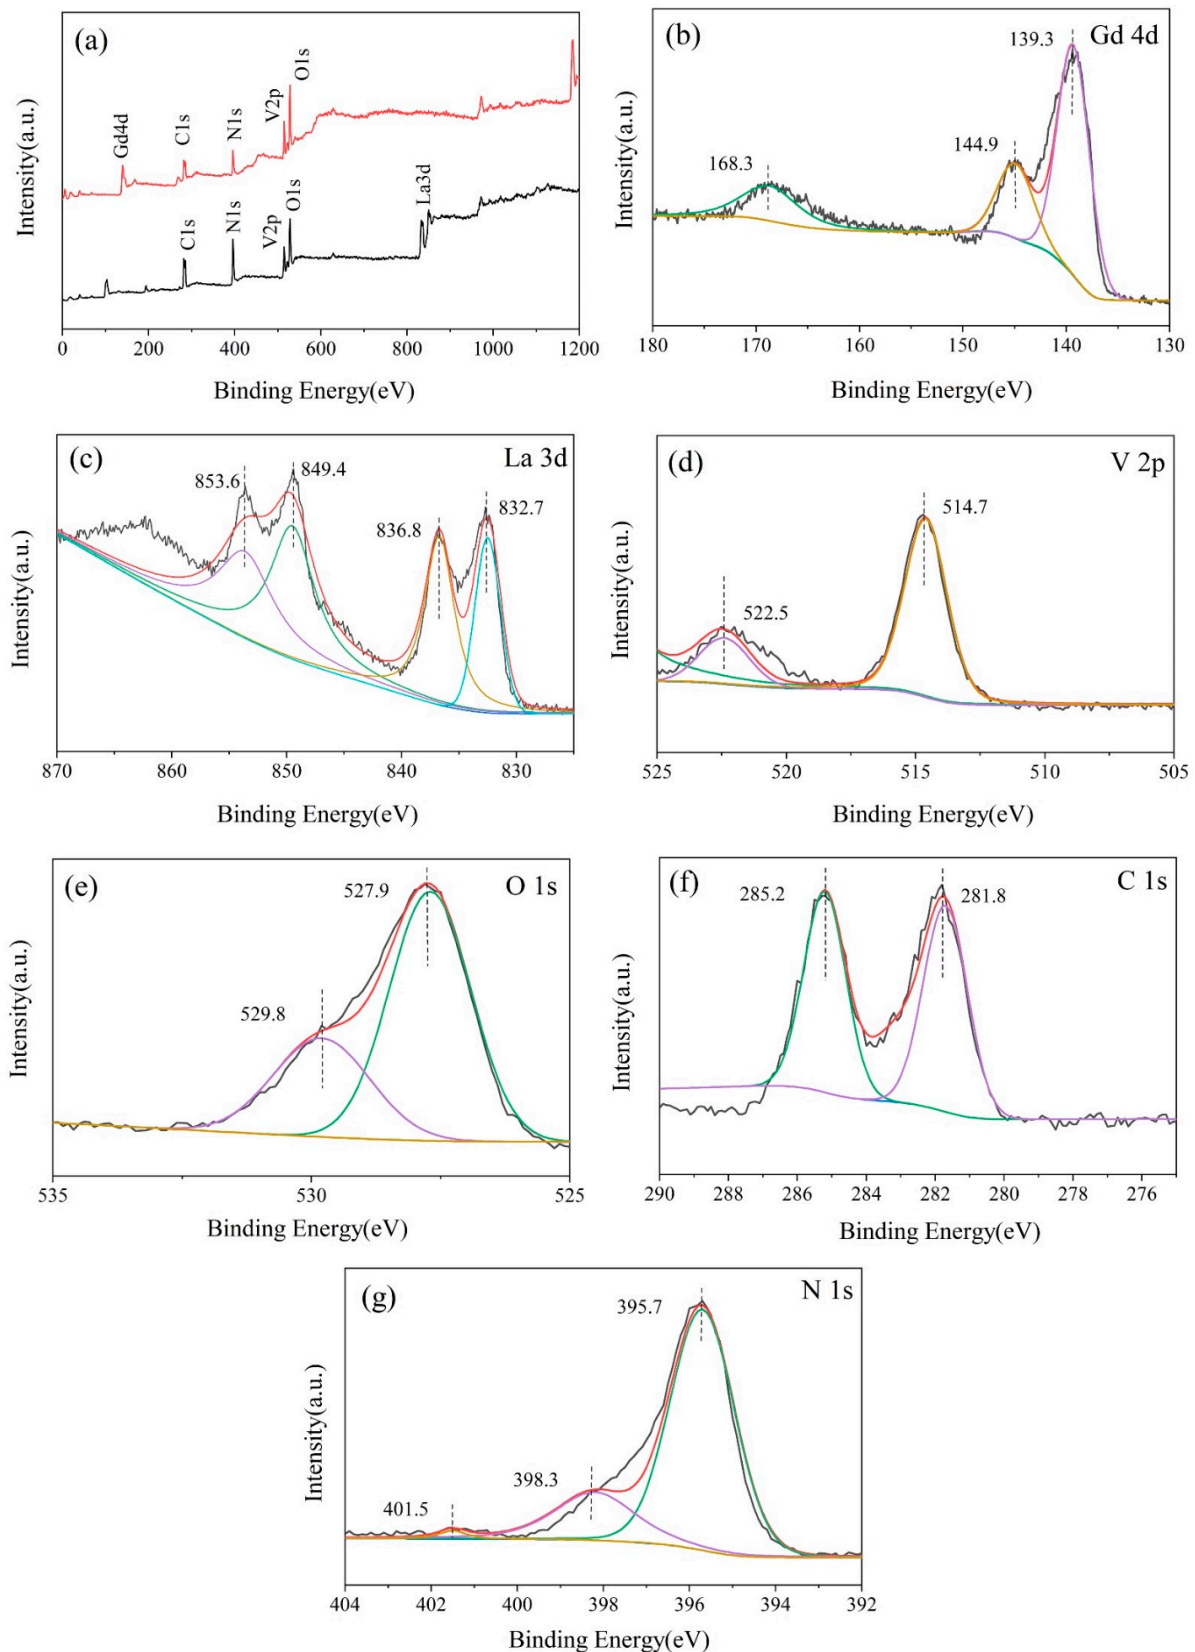 (a)
Gd4d
C1s
N1s
V2p
O1s
C1s
N1s
V2p
O1s
La3d
Intensity(a.u.)
0 200 400 600 800 1000 1200
Binding Energy(eV)
(b)
Gd 4d
139.3
144.9
168.3
Intensity(a.u.)
180 170 160 150 140 130
Binding Energy(eV)
(c)
La 3d
853.6
849.4
836.8
832.7
Intensity(a.u.)
870 860 850 840 830
Binding Energy(eV)
(d)
V 2p
514.7
522.5
Intensity(a.u.)
525 520 515 510 505
Binding Energy(eV)
(e)
O 1s
527.9
529.8
Intensity(a.u.)
535 530 525
Binding Energy(eV)
(f)
C 1s
285.2
281.8
Intensity(a.u.)
290 288 286 284 282 280 278 276
Binding Energy(eV)
(g)
N 1s
395.7
398.3
401.5
Intensity(a.u.)
404 402 400 398 396 394 392
Binding Energy(eV)